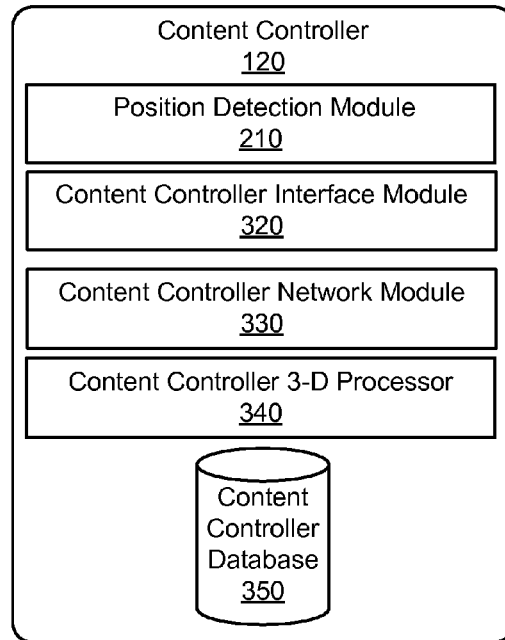 Content Controller
120
Position Detection Module
210
Content Controller Interface Module
320
Content Controller Network Module
330
Content Controller 3-D Processor
340
Content
Controller
Database
350